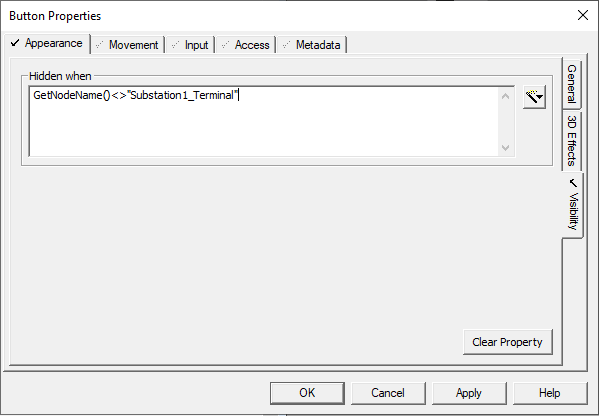 Button Properties
Appearance
Movement
Input
Access
Metadata
Hidden when
GetNodeName()<>"Substation1_Terminal"
General
3D Effects
Visibility
Clear Property
OK
Cancel
Apply
Help